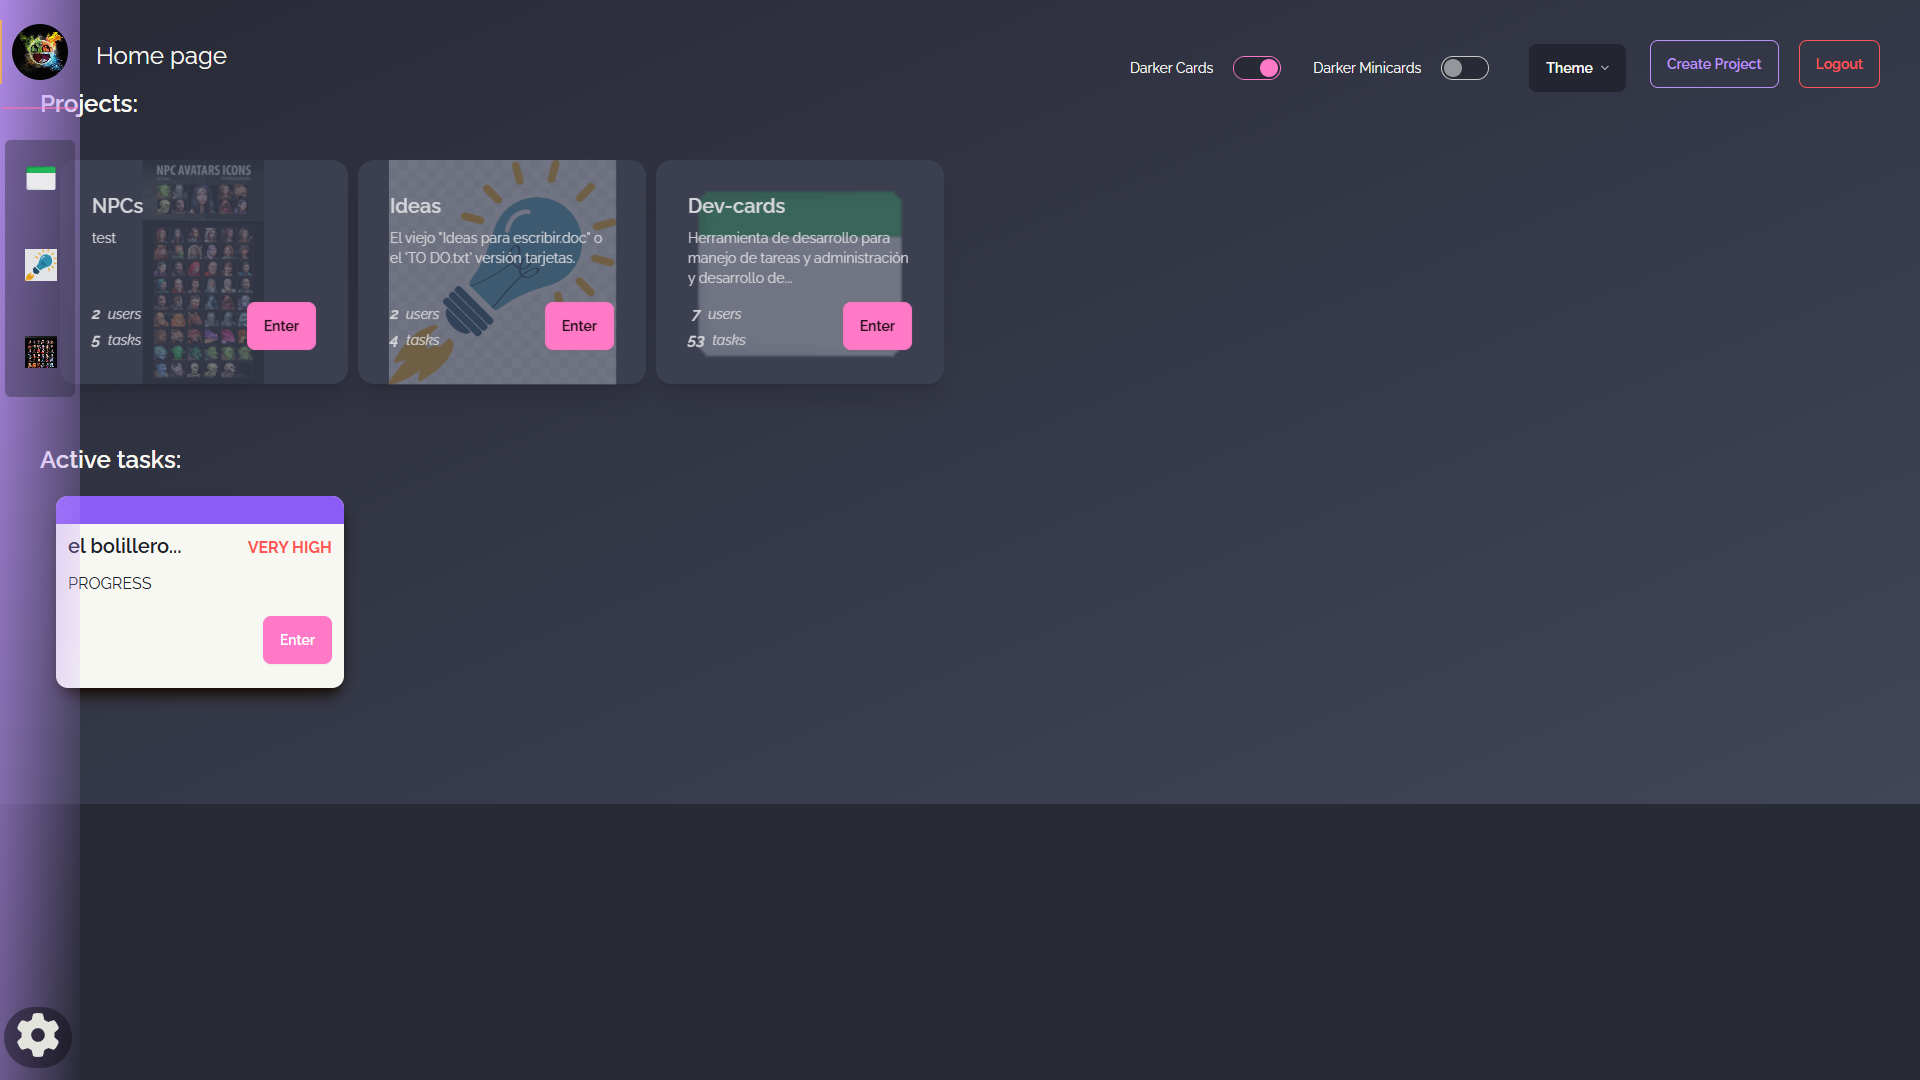 Home page
Darker Cards
Darker Minicards
Theme
Create Project
Logout
Projects:
NPC AVATARS ICONS
NPCs
test
2 users
5 tasks
Enter
Ideas
El viejo "Ideas para escribir.doc" o
el 'TO DO.txt' versión tarjetas.
2 users
4 tasks
Enter
Dev-cards
Herramienta de desarrollo para
manejo de tareas y administración
y desarrollo de...
7 users
53 tasks
Enter
Active tasks:
el bolillero...
VERY HIGH
PROGRESS
Enter